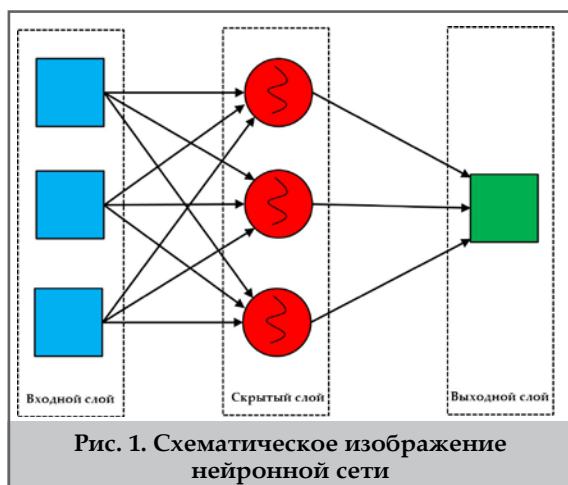 Входной слой
Скрытый слой
Выходной слой
Рис. 1. Схематическое изображение
нейронной сети